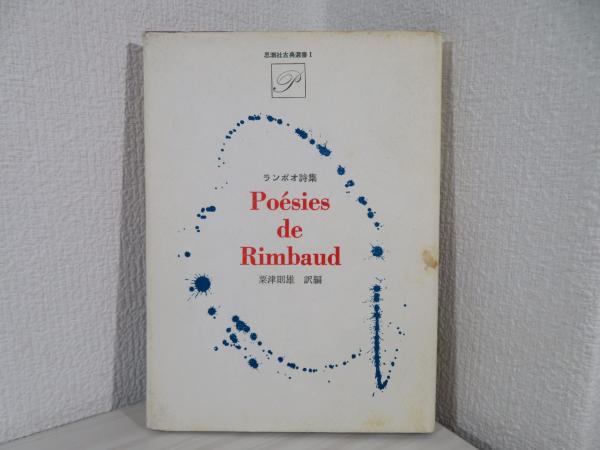 思潮社古典選書 1
P
ランボオ詩集
Poésies
de
Rimbaud
粟津則雄 訳編